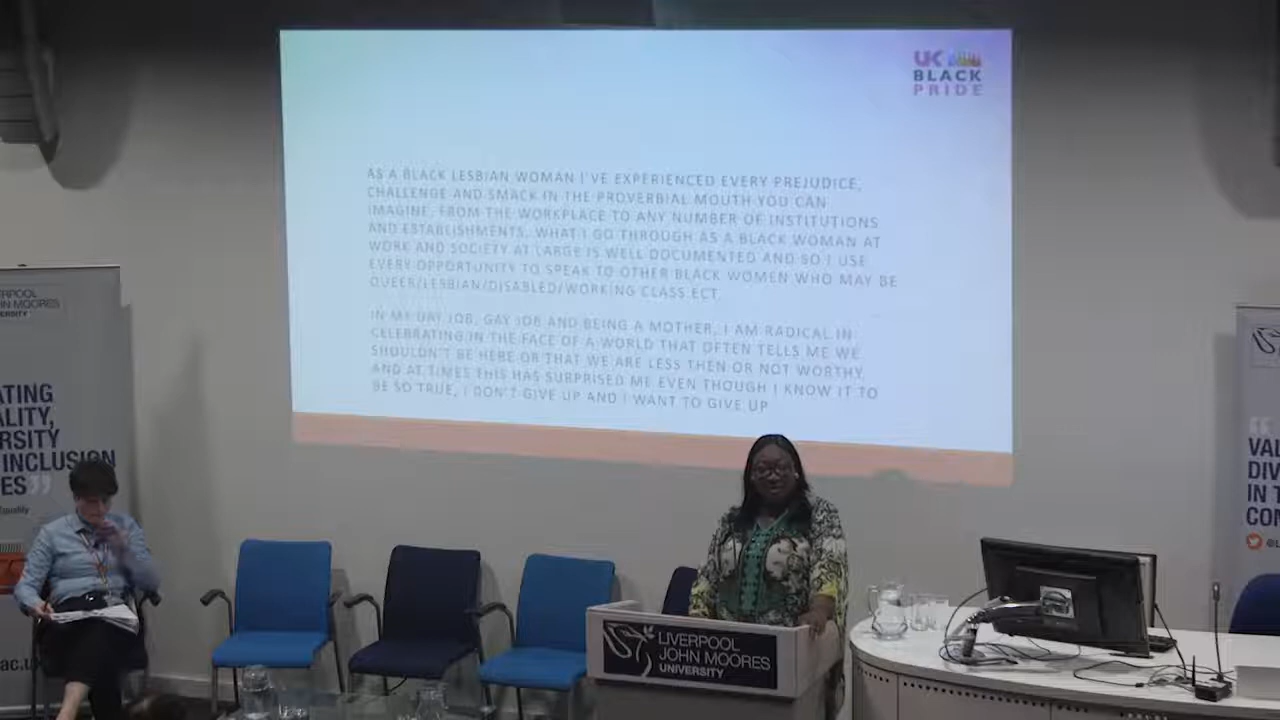 UK
BLACK
PRIDE
AS A BLACK LESBIAN WOMAN I'VE EXPERIENCED EVERY PREJUDICE,
CHALLENGE AND SMACK IN THE PROVERBIAL MOUTH YOU CAN
IMAGINE. FROM THE WORKPLACE TO ANY NUMBER OF INSTITUTIONS
AND ESTABLISHMENTS. WHAT I GO THROUGH AS A BLACK WOMAN AT
WORK AND SOCIETY AT LARGE IS WELL DOCUMENTED AND SO I USE
EVERY OPPORTUNITY TO SPEAK TO OTHER BLACK WOMEN WHO MAY BE
QUEER/LESBIAN/DISABLED/WORKING CLASS ECT.
IN MY DAY JOB, GAY JOB AND BEING A MOTHER, I AM RADICAL IN
CELEBRATING IN THE FACE OF A WORLD THAT OFTEN TELLS ME WE
SHOULDN'T BE HERE OR THAT WE ARE LESS THEN OR NOT WORTHY,
AND AT TIMES THIS HAS SURPRISED ME EVEN THOUGH I KNOW IT TO
BE SO TRUE, I DON'T GIVE UP AND I WANT TO GIVE UP
ERPOOL
HN MOORES
ERSITY
ATING
ALITY,
ERSITY
INCLUSION
ES”
Equality
ac.u
LIVERPOOL
JOHN MOORES
UNIVERSITY
“
VAL
DIV
IN T
CON
@L